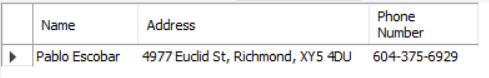 Name Address Phone Number
Pablo Escobar 4977 Euclid St, Richmond, XY5 4DU 604-375-6929